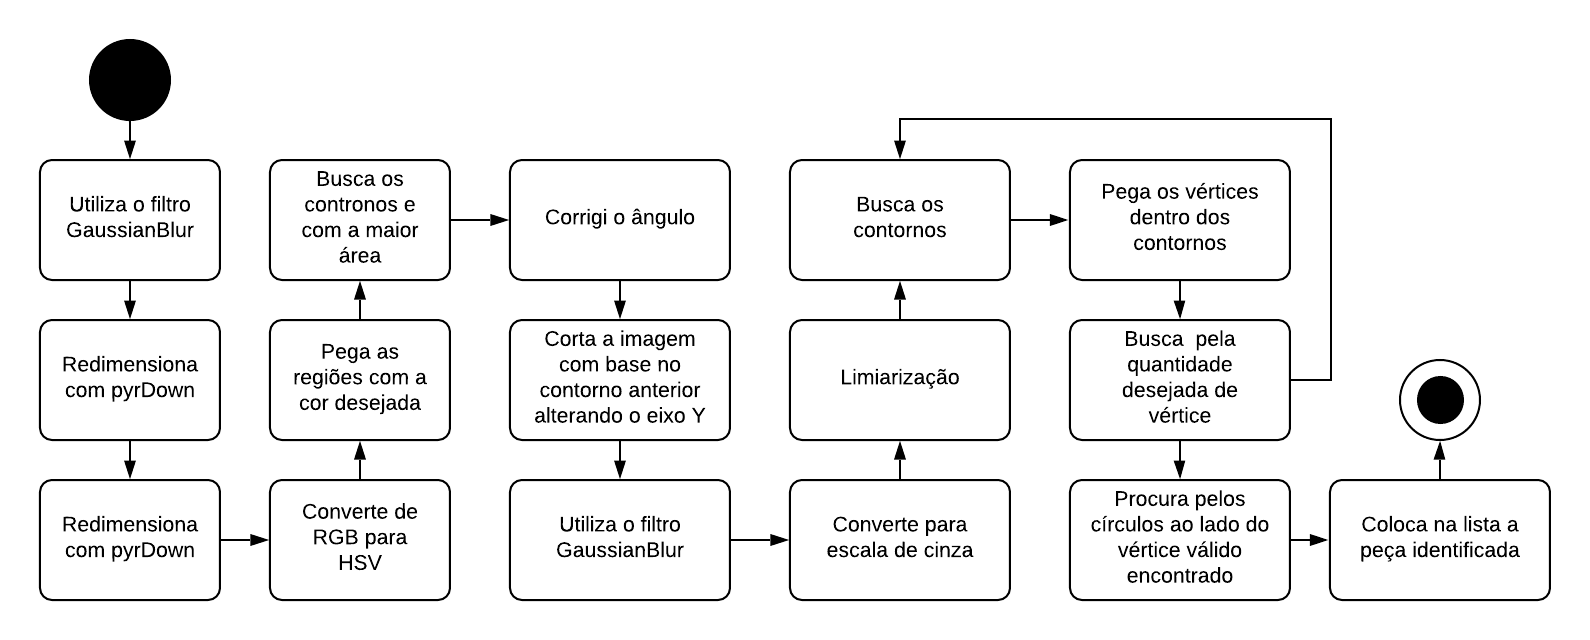 Utiliza o filtro
GaussianBlur
Redimensiona
com pyrDown
Redimensiona
com pyrDown
Converte de
RGB para
HSV
Pega as
regiões com a
cor desejada
Busca os
contronos e
com a maior
área
Corrigi o ângulo
Corta a imagem
com base no
contorno anterior
alterando o eixo Y
Utiliza o filtro
GaussianBlur
Converte para
escala de cinza
Limiarização
Busca os
contornos
Pega os vértices
dentro dos
contornos
Busca  pela
quantidade
desejada de
vértice
Procura pelos
círculos ao lado do
vértice válido
encontrado
Coloca na lista a
peça identificada